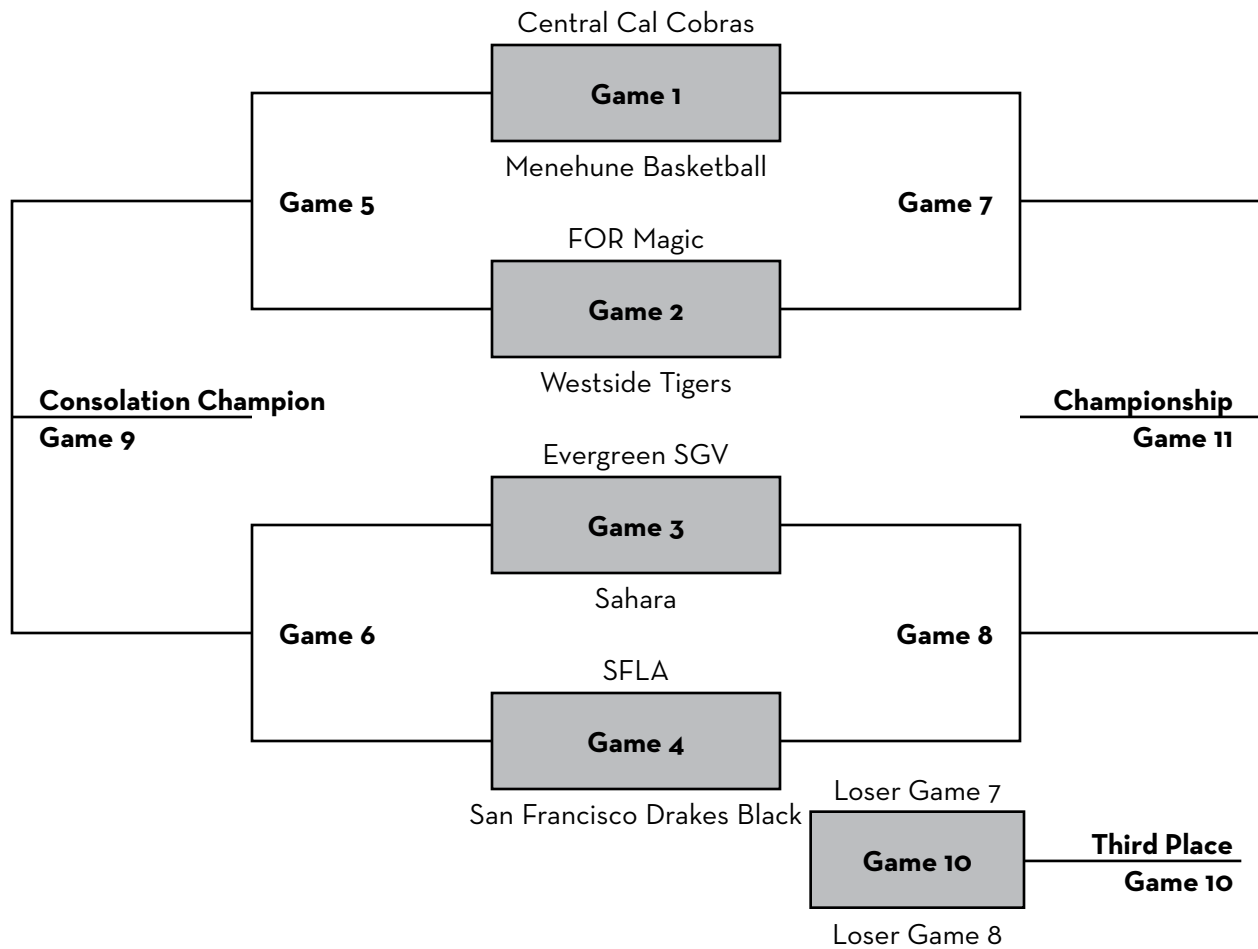 Central Cal Cobras
Game 1
Menehune Basketball
Game 5
Game 7
FOR Magic
Game 2
Westside Tigers
Consolation Champion
Game 9
Championship
Game 11
Evergreen SGV
Game 3
Sahara
Game 6
Game 8
SFLA
Game 4
San Francisco Drakes Black
Loser Game 7
Game 10
Loser Game 8
Third Place
Game 10